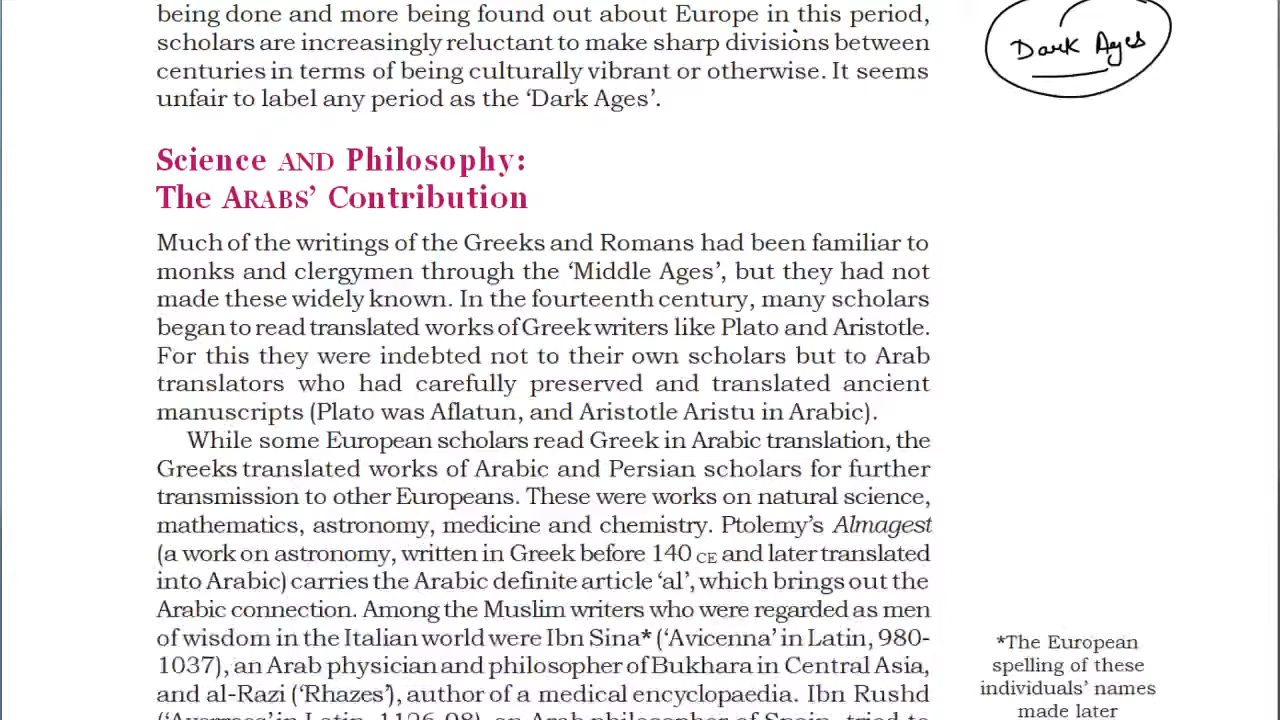 being done and more being found out about Europe in this period,
scholars are increasingly reluctant to make sharp divisions between
centuries in terms of being culturally vibrant or otherwise. It seems
unfair to label any period as the ‘Dark Ages’.
Dark Ages
Science AND Philosophy:
The ARABS’ Contribution
Much of the writings of the Greeks and Romans had been familiar to
monks and clergymen through the ‘Middle Ages’, but they had not
made these widely known. In the fourteenth century, many scholars
began to read translated works of Greek writers like Plato and Aristotle.
For this they were indebted not to their own scholars but to Arab
translators who had carefully preserved and translated ancient
manuscripts (Plato was Aflatun, and Aristotle Aristu in Arabic).
While some European scholars read Greek in Arabic translation, the
Greeks translated works of Arabic and Persian scholars for further
transmission to other Europeans. These were works on natural science,
mathematics, astronomy, medicine and chemistry. Ptolemy’s Almagest
(a work on astronomy, written in Greek before 140 CE and later translated
into Arabic) carries the Arabic definite article ‘al’, which brings out the
Arabic connection. Among the Muslim writers who were regarded as men
of wisdom in the Italian world were Ibn Sina* (‘Avicenna’ in Latin, 980-
1037), an Arab physician and philosopher of Bukhara in Central Asia,
and al-Razi (‘Rhazes’), author of a medical encyclopaedia. Ibn Rushd
(‘Averroes’ in Latin, 1126-98), an Arab philosopher of Spain, tried to
*The European
spelling of these
individuals’ names
made later